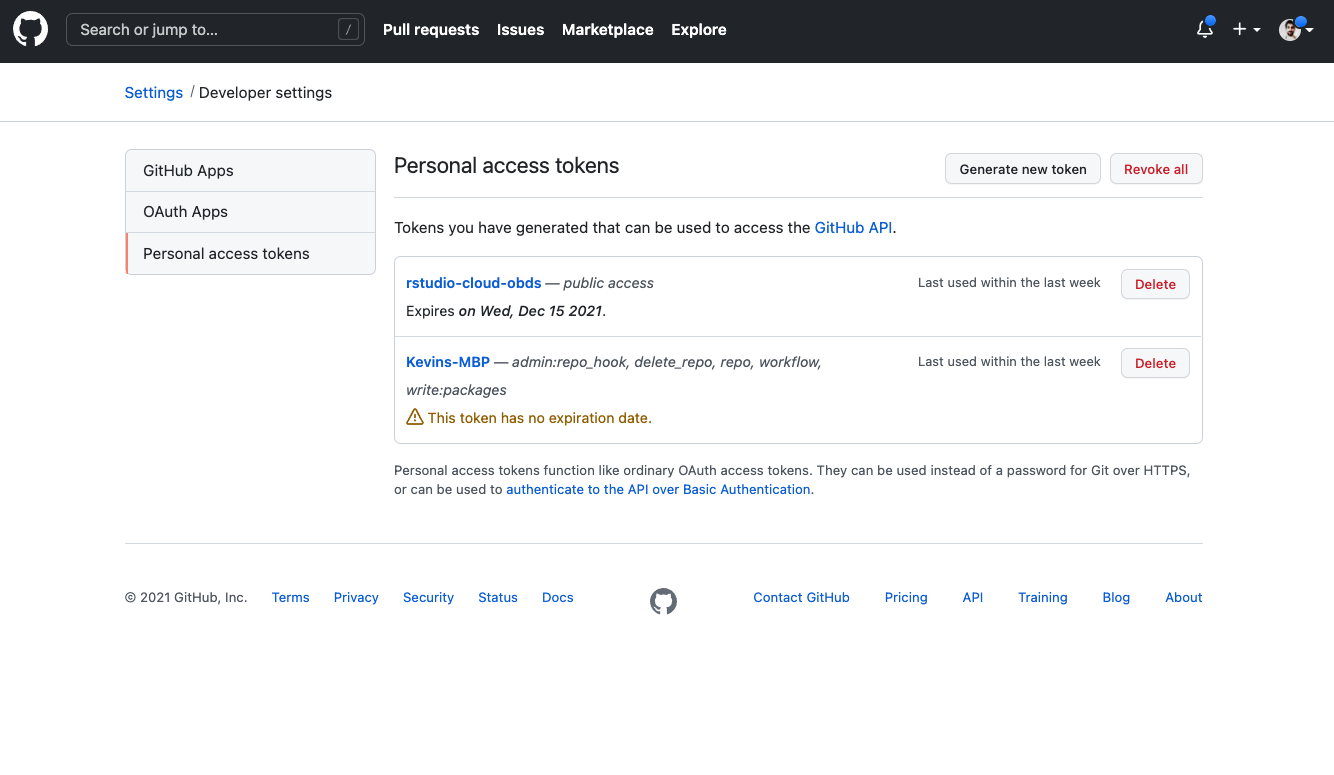 Search or jump to... /
Pull requests Issues Marketplace Explore
Settings / Developer settings
GitHub Apps
OAuth Apps
Personal access tokens
Personal access tokens
Generate new token Revoke all
Tokens you have generated that can be used to access the GitHub API.
rstudio-cloud-obds — public access Last used within the last week Delete
Expires on Wed, Dec 15 2021.
Kevins-MBP — admin:repo_hook, delete_repo, repo, workflow, Last used within the last week Delete
write:packages
This token has no expiration date.
Personal access tokens function like ordinary OAuth access tokens. They can be used instead of a password for Git over HTTPS,
or can be used to authenticate to the API over Basic Authentication.
© 2021 GitHub, Inc. Terms Privacy Security Status Docs Contact GitHub Pricing API Training Blog About